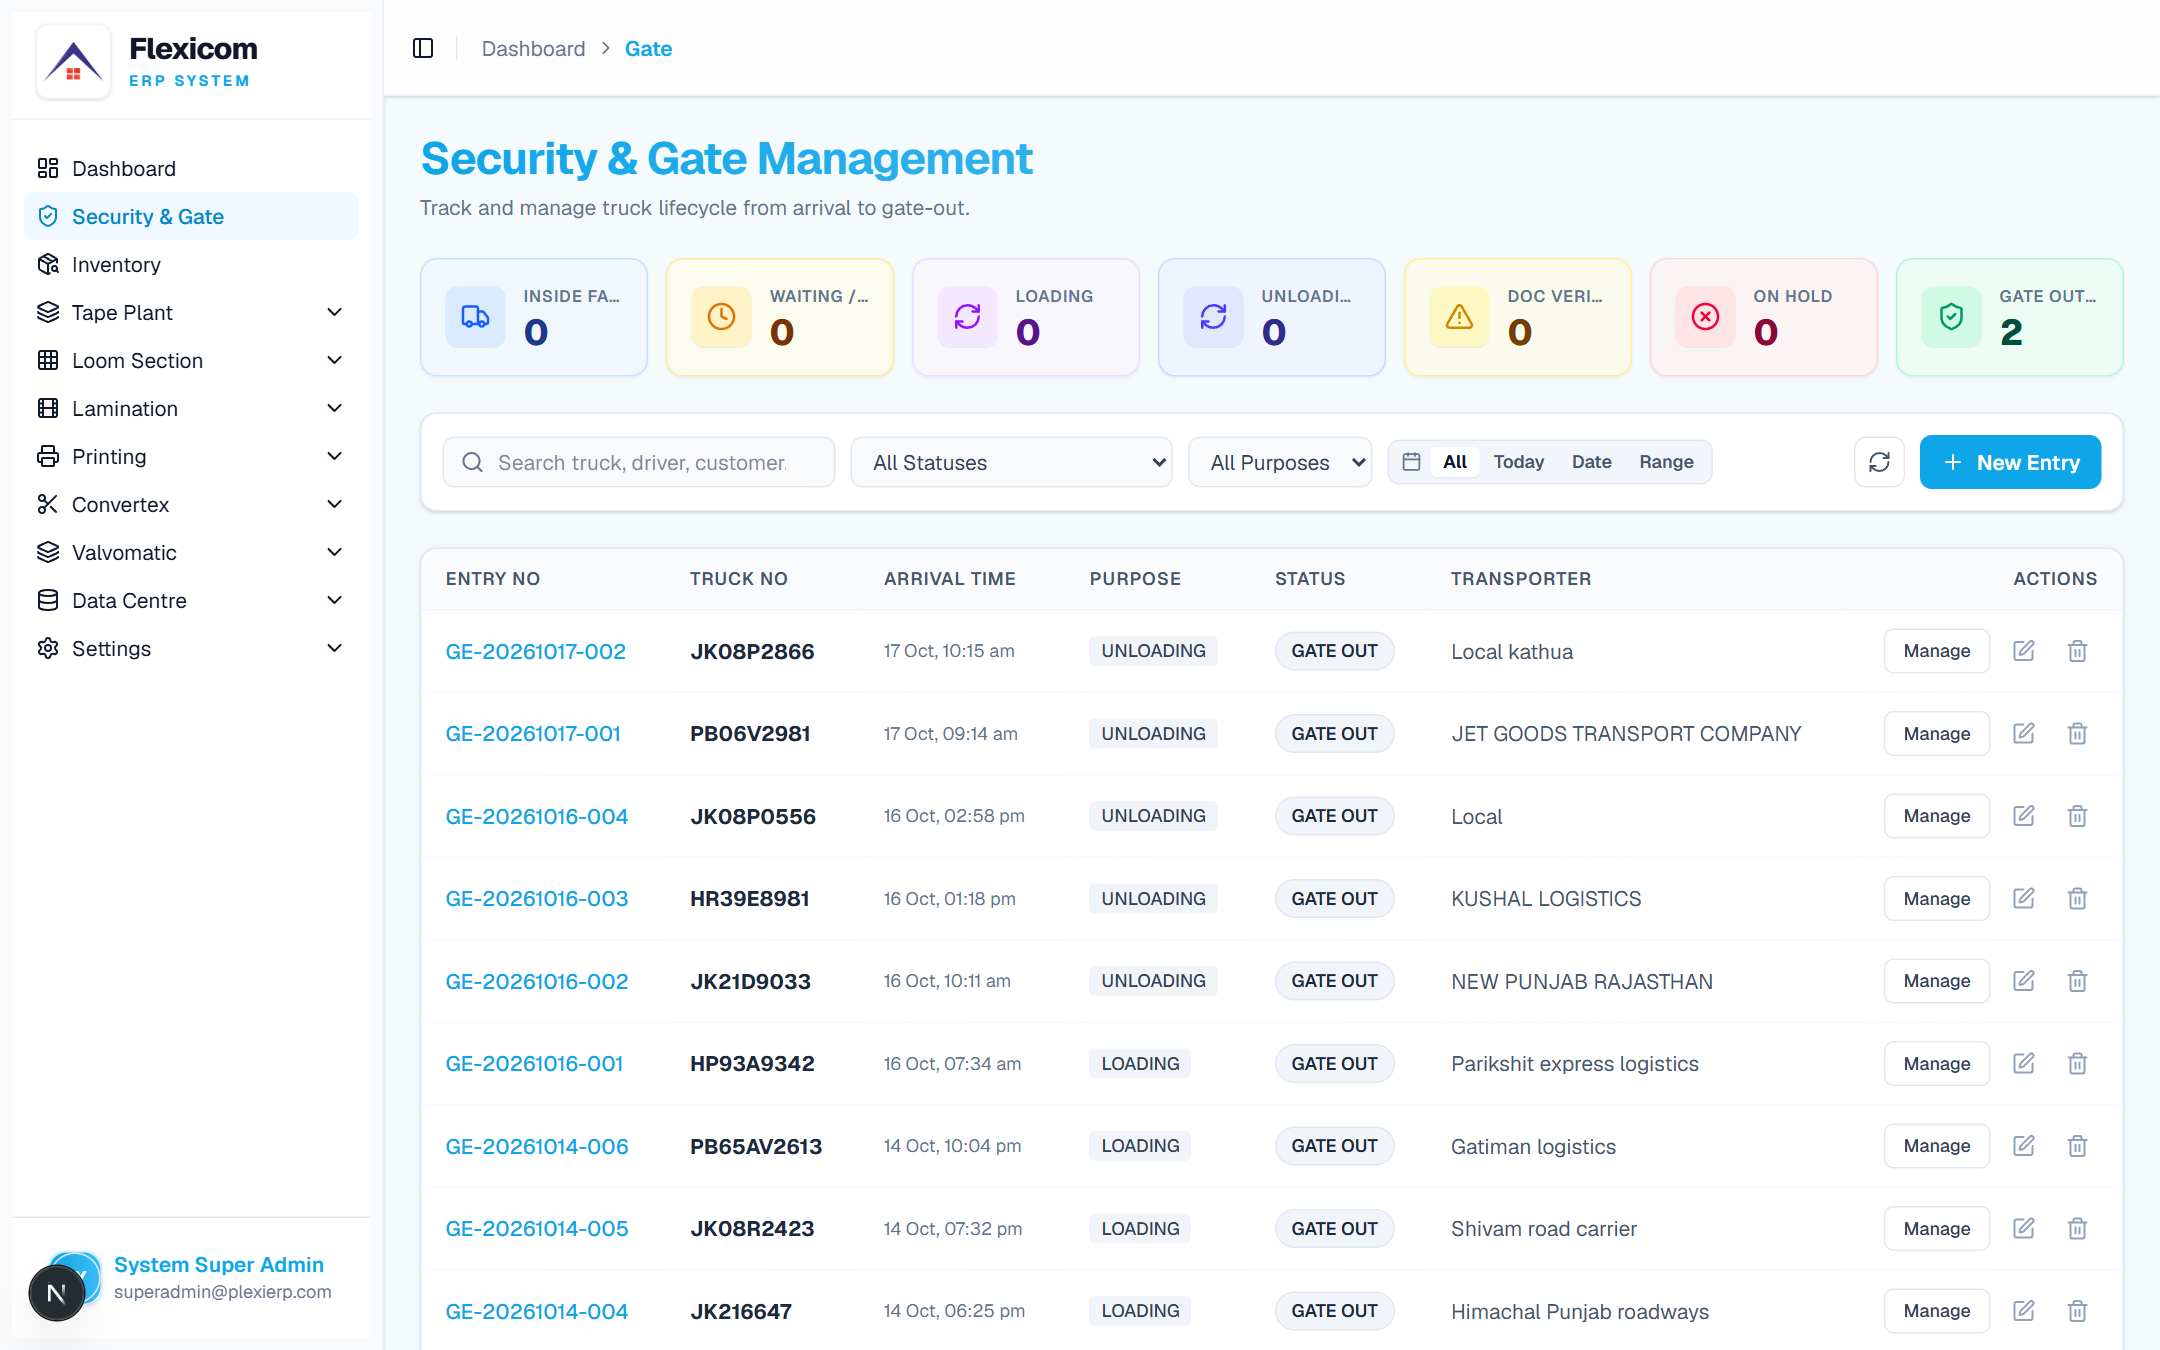 Flexicom
ERP SYSTEM
Dashboard
Security & Gate
Inventory
Tape Plant
Loom Section
Lamination
Printing
Convertex
Valvomatic
Data Centre
Settings
N
System Super Admin
superadmin@plexierp.com
Dashboard > Gate
Security & Gate Management
Track and manage truck lifecycle from arrival to gate-out.
INSIDE FA...
0
WAITING /...
0
LOADING
0
UNLOADI...
0
DOC VERI...
0
ON HOLD
0
GATE OUT...
2
Search truck, driver, customer.
All Statuses
All Purposes
All Today Date Range
+ New Entry
ENTRY NO TRUCK NO ARRIVAL TIME PURPOSE STATUS TRANSPORTER ACTIONS
GE-20261017-002 JK08P2866 17 Oct, 10:15 am UNLOADING GATE OUT Local kathua Manage
GE-20261017-001 PB06V2981 17 Oct, 09:14 am UNLOADING GATE OUT JET GOODS TRANSPORT COMPANY Manage
GE-20261016-004 JK08P0556 16 Oct, 02:58 pm UNLOADING GATE OUT Local Manage
GE-20261016-003 HR39E8981 16 Oct, 01:18 pm UNLOADING GATE OUT KUSHAL LOGISTICS Manage
GE-20261016-002 JK21D9033 16 Oct, 10:11 am UNLOADING GATE OUT NEW PUNJAB RAJASTHAN Manage
GE-20261016-001 HP93A9342 16 Oct, 07:34 am LOADING GATE OUT Parikshit express logistics Manage
GE-20261014-006 PB65AV2613 14 Oct, 10:04 pm LOADING GATE OUT Gatiman logistics Manage
GE-20261014-005 JK08R2423 14 Oct, 07:32 pm LOADING GATE OUT Shivam road carrier Manage
GE-20261014-004 JK216647 14 Oct, 06:25 pm LOADING GATE OUT Himachal Punjab roadways Manage